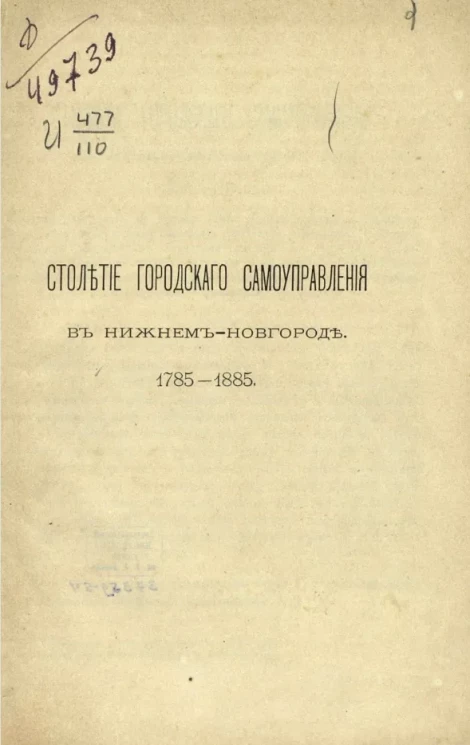 Ф
49739
И 477
110
СТОЛѢТІЕ ГОРОДСКАГО САМОУПРАВЛЕНІЯ
ВЪ НИЖНЕМЪ-НОВГОРОДѢ.
1785—1885.